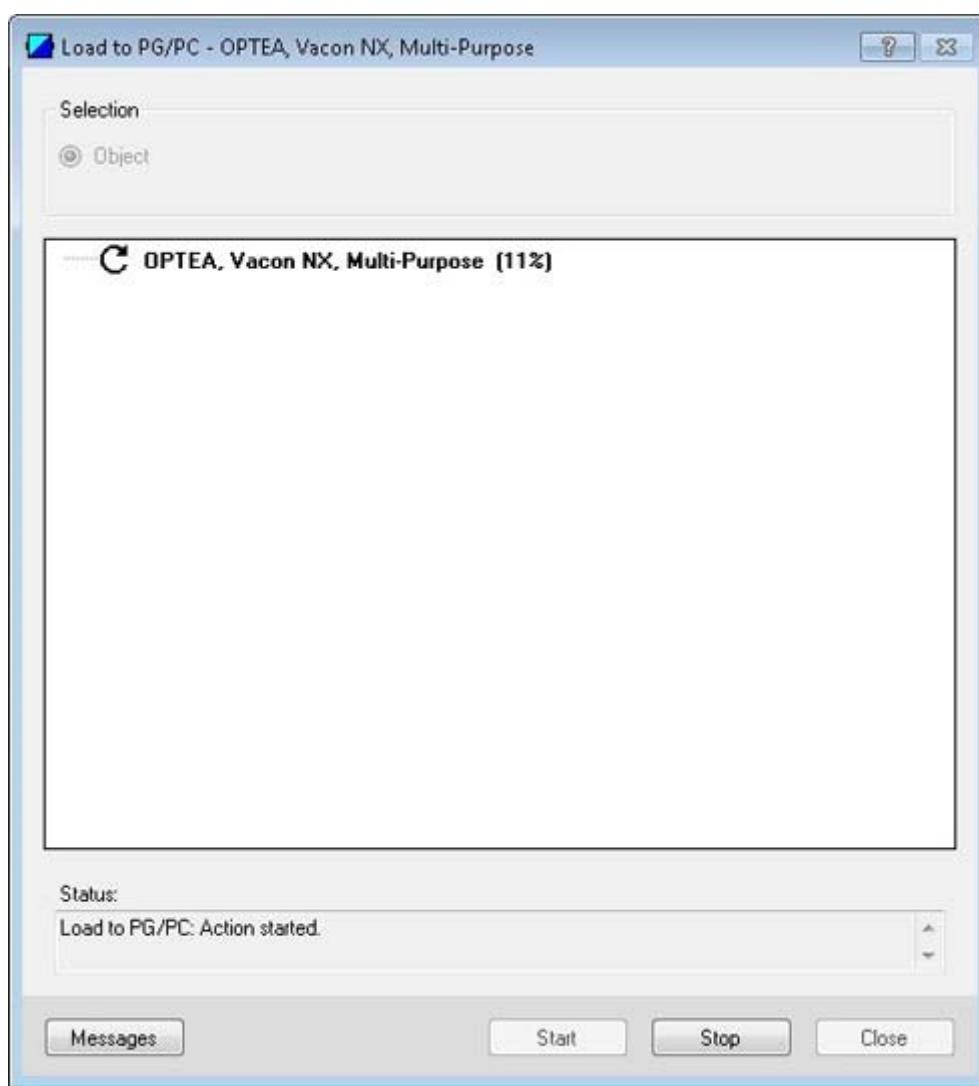 Load to PG/PC - OPTEA, Vacon NX, Multi-Purpose
Selection
Object
OPTEA, Vacon NX, Multi-Purpose (11%)
Status:
Load to PG/PC: Action started.
Messages
Start
Stop
Close